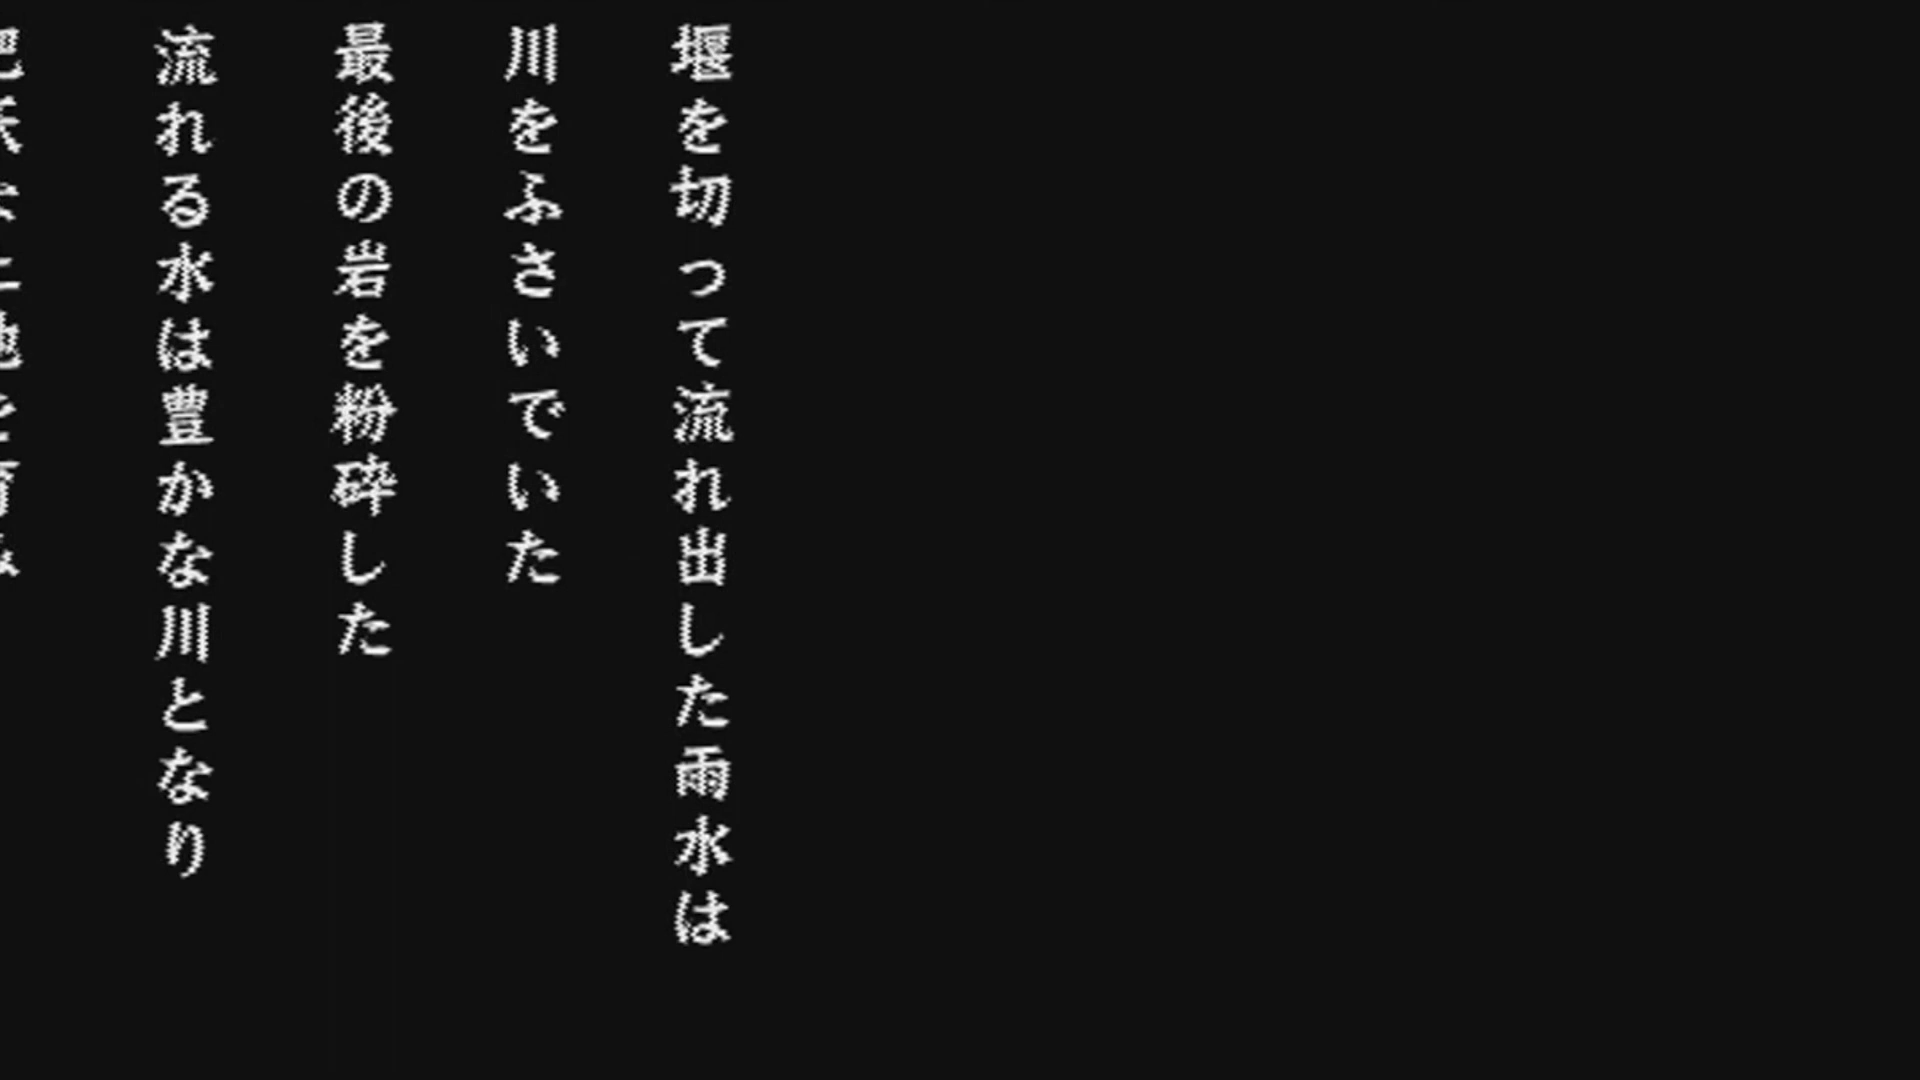 堰を切って流れ出した雨水は
川をふさいでいた
最後の岩を粉砕した
流れる水は豊かな川となり